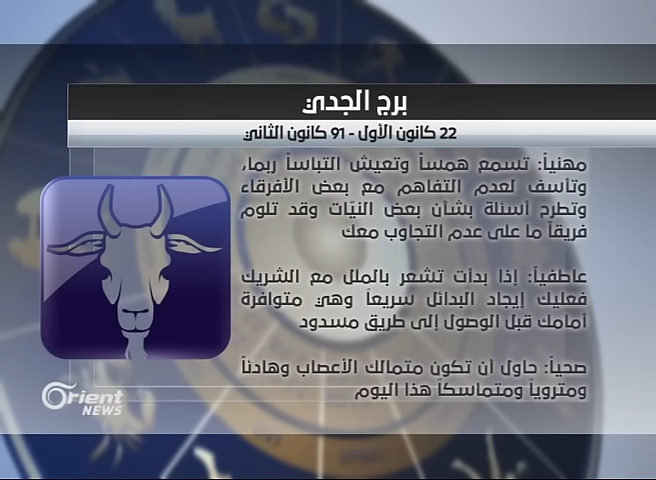 برج الجدي
22 كانون الأول - 91 كانون الثاني
مهنياً: تسمع همساً وتعيش التباساً ربما،
وتأسف لعدم التفاهم مع بعض الأفرقاء
وتطرح أسئلة بشأن بعض النيّات وقد تلوم
فريقاً ما على عدم التجاوب معك
عاطفياً: إذا بدأت تشعر بالملل مع الشريك
فعليك إيجاد البدائل سريعاً وهي متوافرة
أمامك قبل الوصول إلى طريق مسدود
صحياً: حاول أن تكون متمالك الأعصاب وهادئاً
ومتروياً ومتماسكاً هذا اليوم
Orient
NEWS